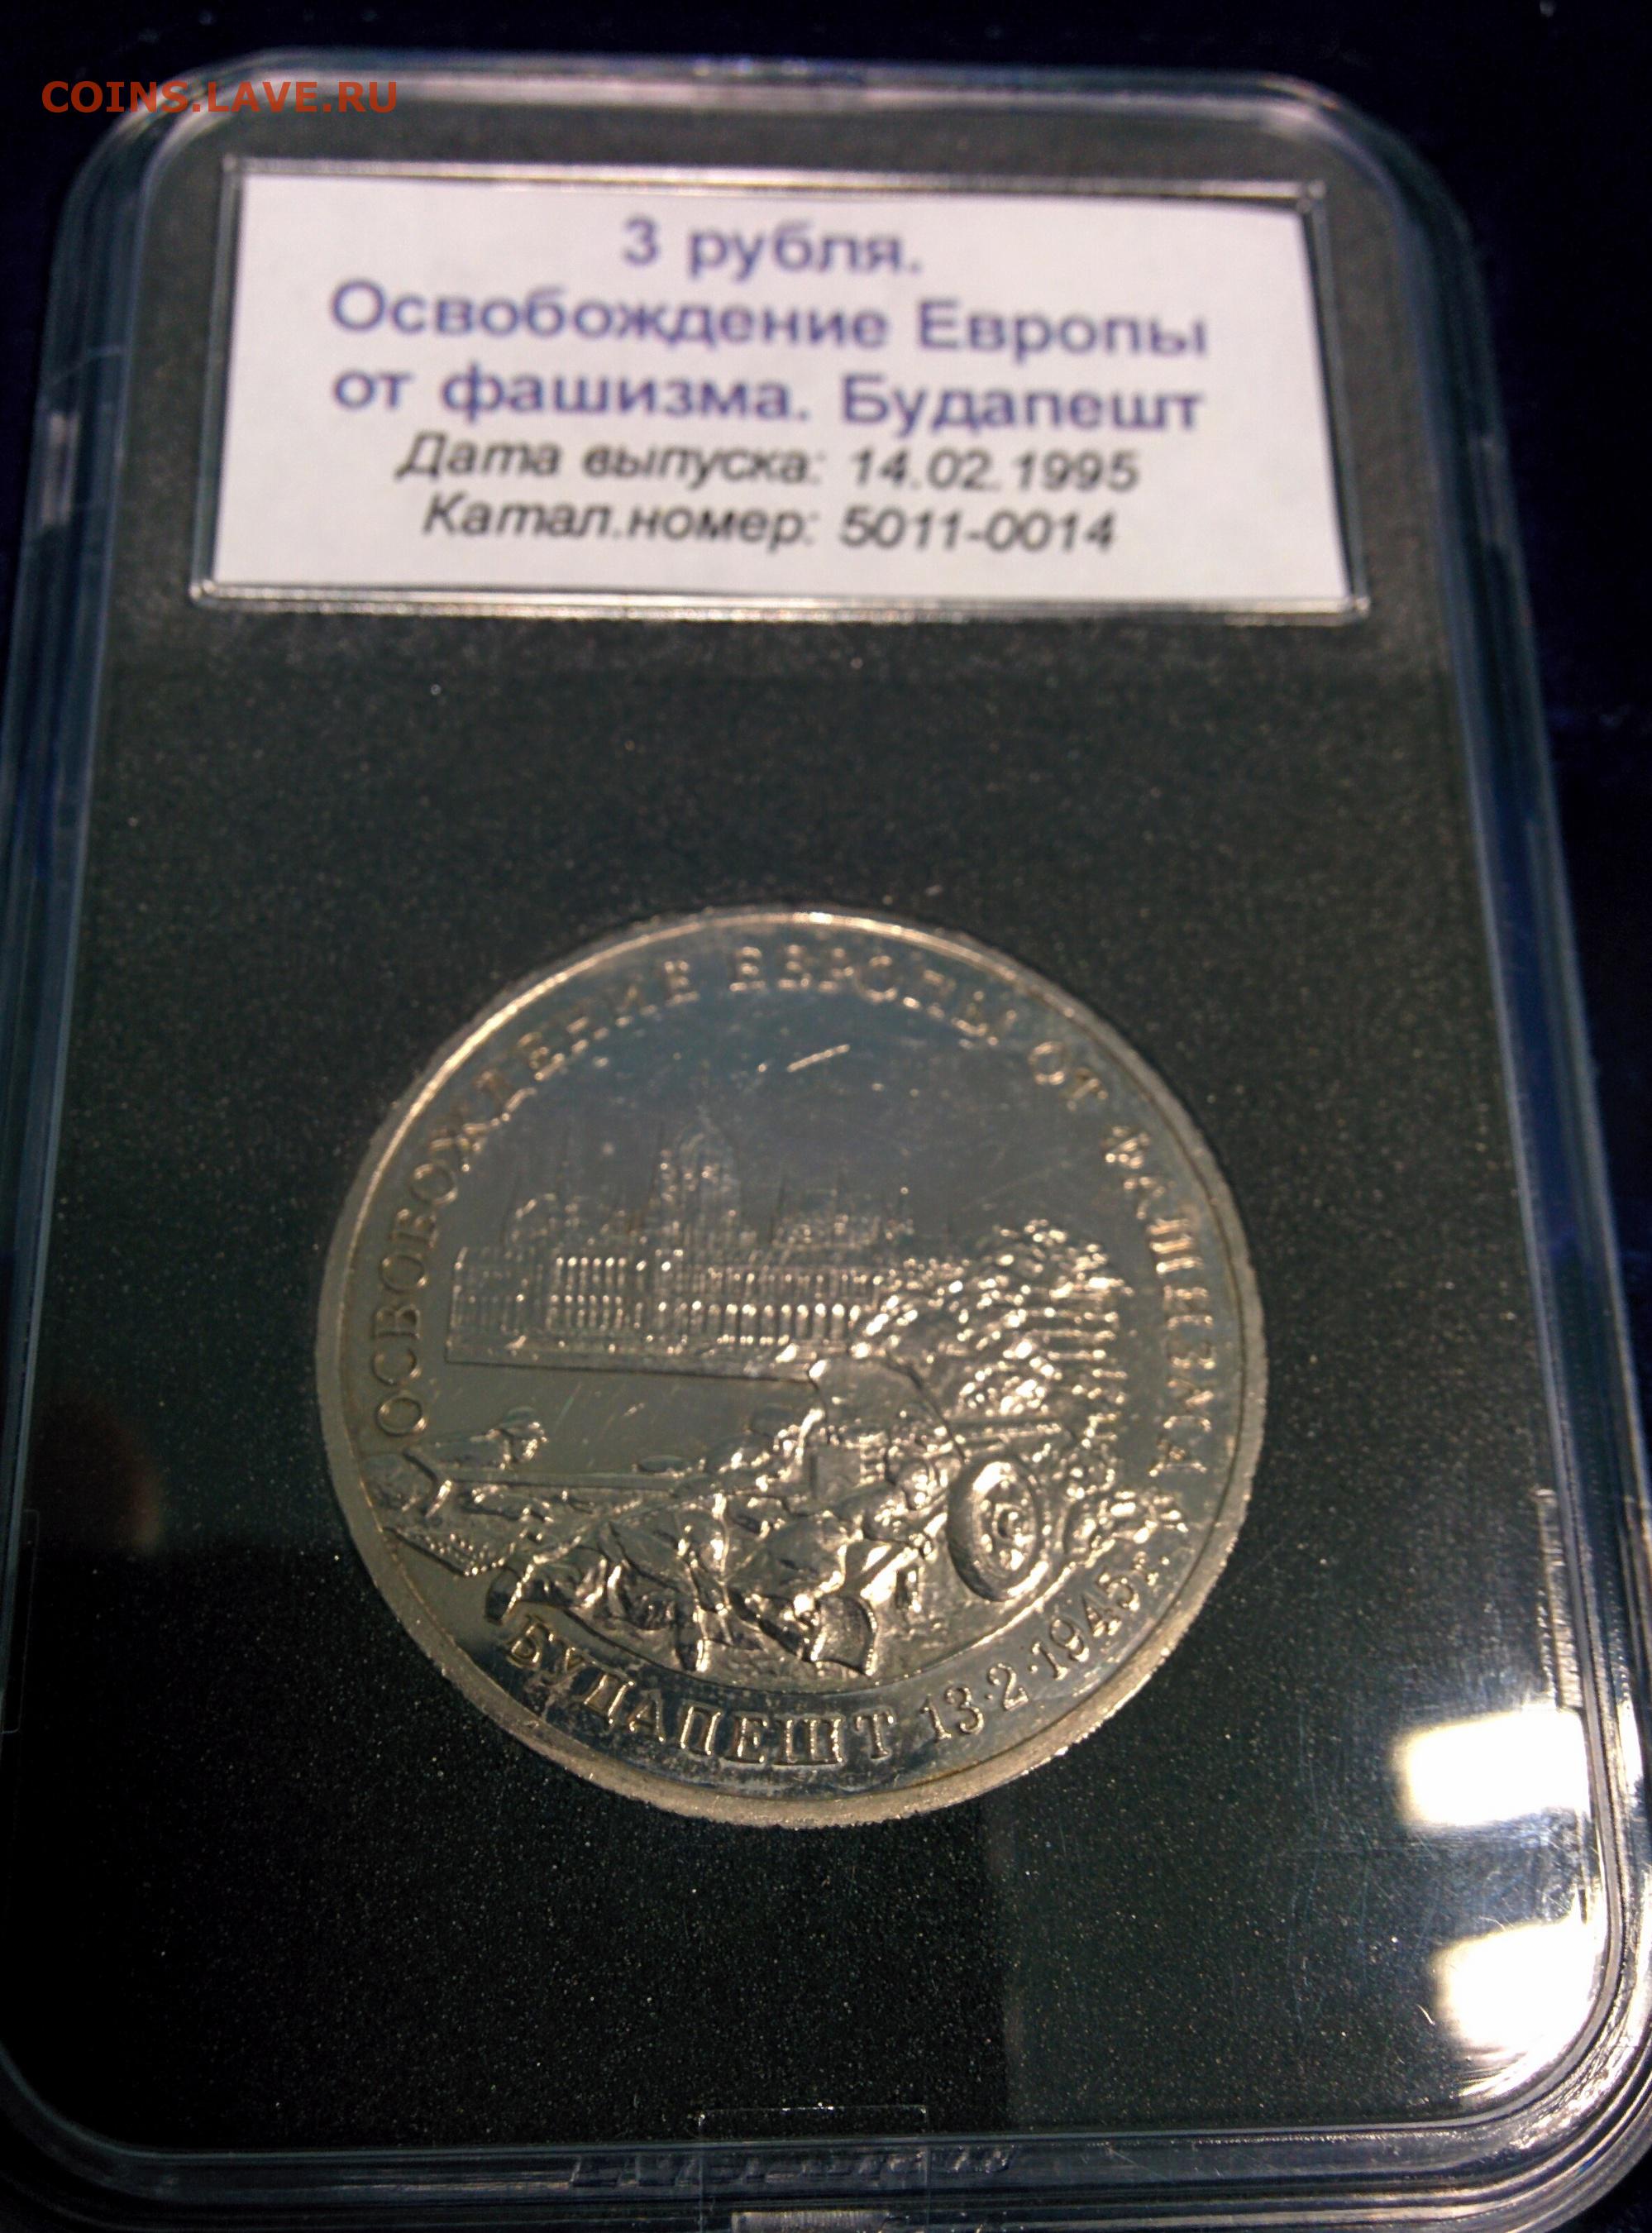 COINS.LAVE.RU
3 рубля.
Освобождение Европы
от фашизма. Будапешт
Дата выпуска: 14.02.1995
Катал.номер: 5011-0014
ОСВОБОЖДЕНИЕ ЕВРОПЫ ОТ ФАШИЗМА
БУДАПЕШТ 13·2·1945г.